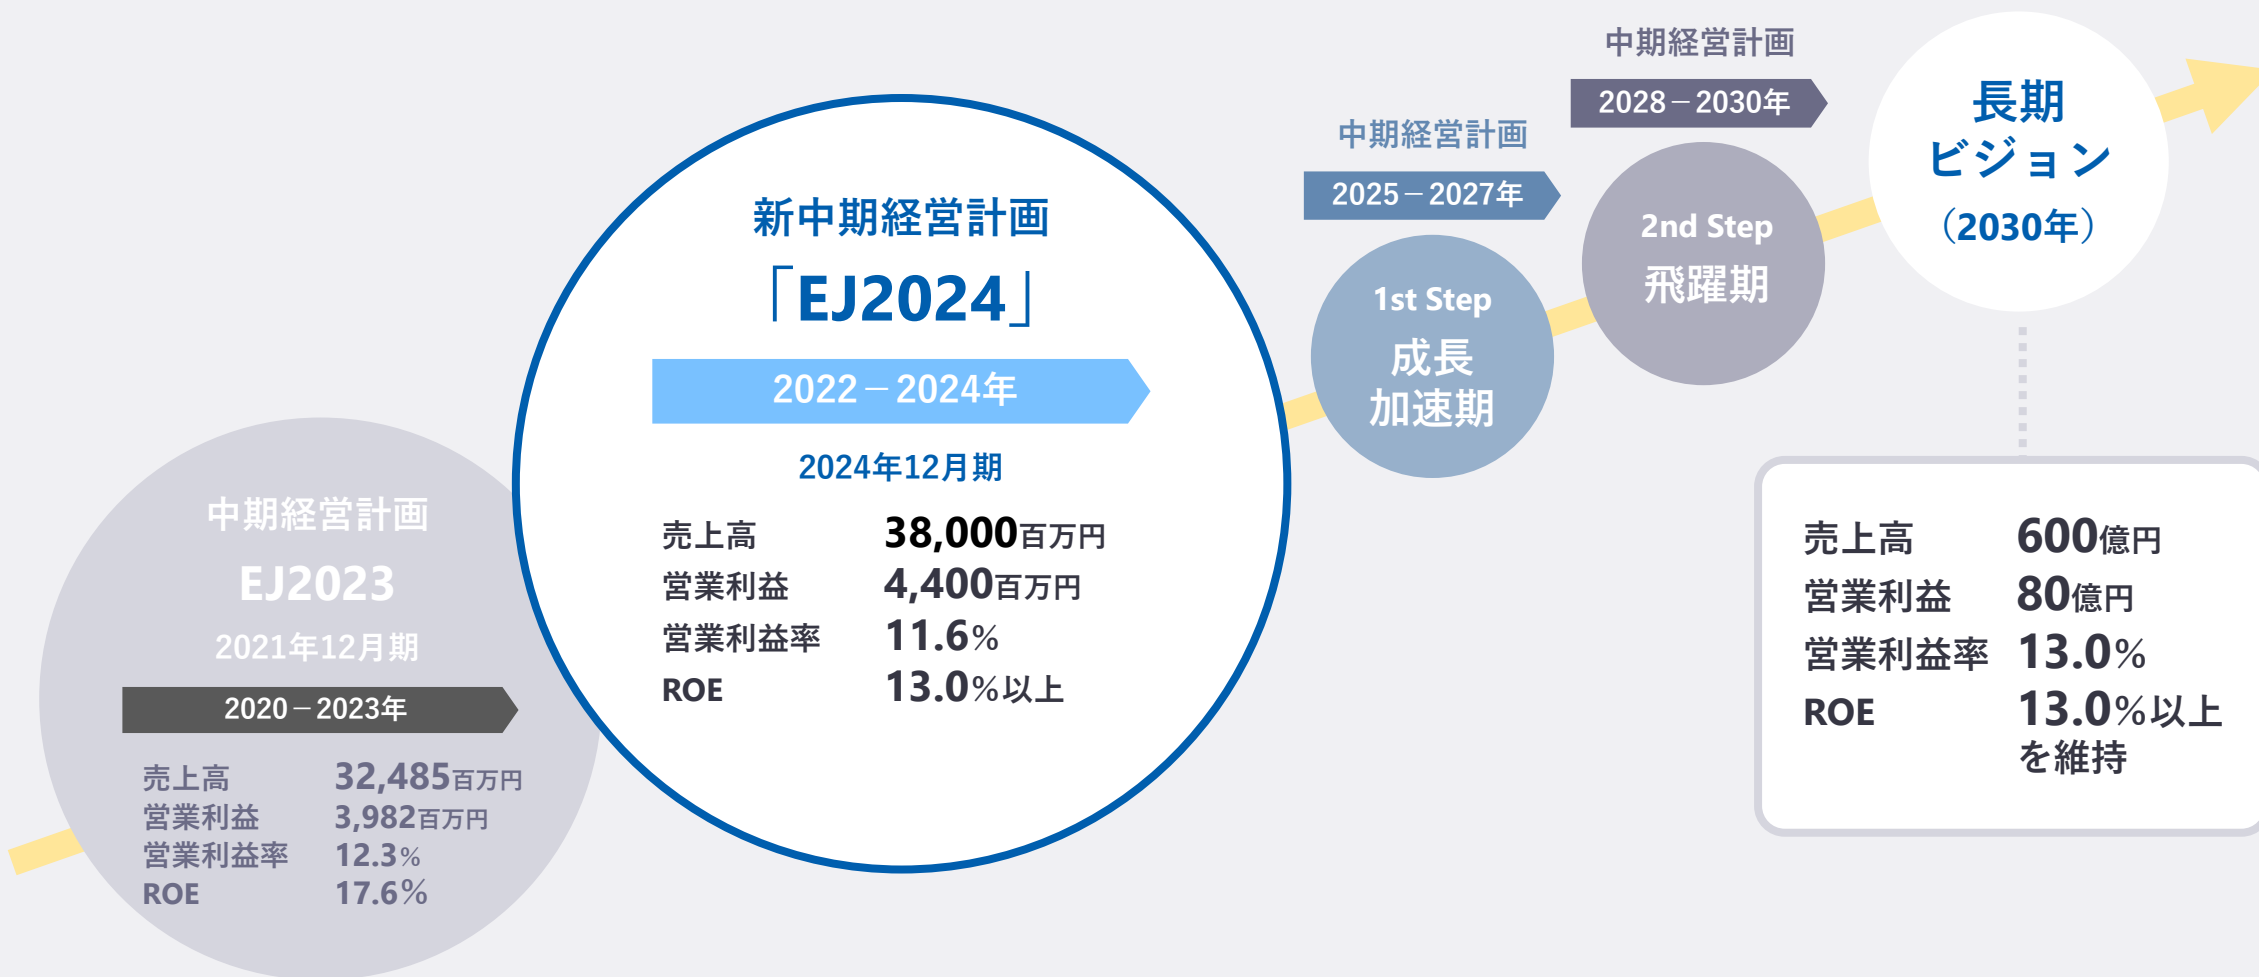 中期経営計画
EJ2023
2021年12月期
2020－2023年
売上高 32,485百万円
営業利益 3,982百万円
営業利益率 12.3%
ROE 17.6%
新中期経営計画
「EJ2024」
2022－2024年
2024年12月期
売上高 38,000百万円
営業利益 4,400百万円
営業利益率 11.6%
ROE 13.0%以上
中期経営計画
2025－2027年
1st Step
成長
加速期
中期経営計画
2028－2030年
2nd Step
飛躍期
長期
ビジョン
（2030年）
売上高 600億円
営業利益 80億円
営業利益率 13.0%
ROE 13.0%以上
を維持